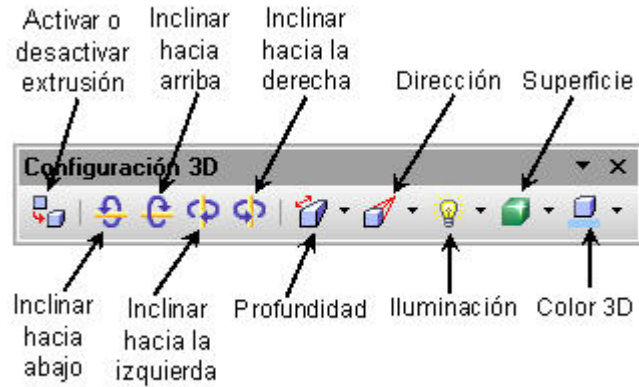 Activar o
desactivar
extrusión
Inclinar
hacia
arriba
Inclinar
hacia la
derecha
Dirección
Superficie
Configuración 3D
Inclinar
hacia
abajo
Inclinar
hacia la
izquierda
Profundidad
Iluminación
Color 3D